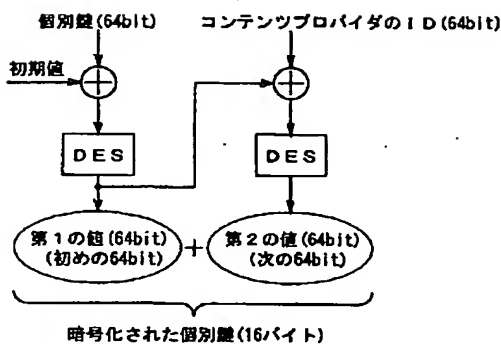 個別鍵(64bit) コンテンツプロバイダのID(64bit)
初期値
DES DES
第1の値(64bit) 第2の値(64bit)
(初めの64bit) + (次の64bit)
暗号化された個別鍵(16バイト)